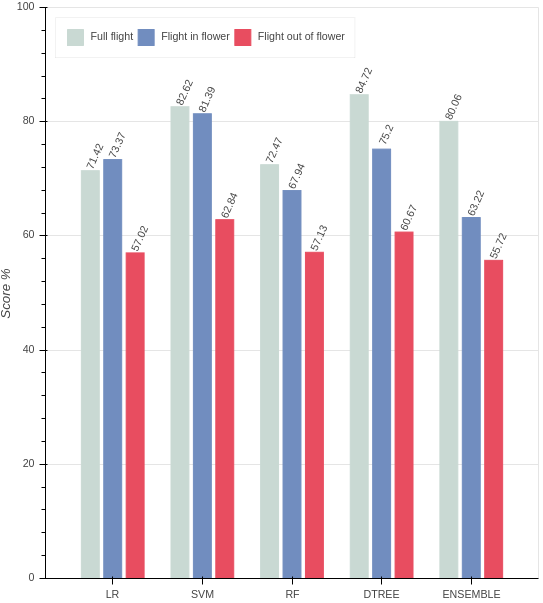 100
80
60
40
20
0
Score %
Full flight
Flight in flower
Flight out of flower
71.42
73.37
57.02
82.62
81.39
62.84
72.47
67.94
57.13
84.72
75.2
60.67
80.06
63.22
55.72
LR
SVM
RF
DTREE
ENSEMBLE